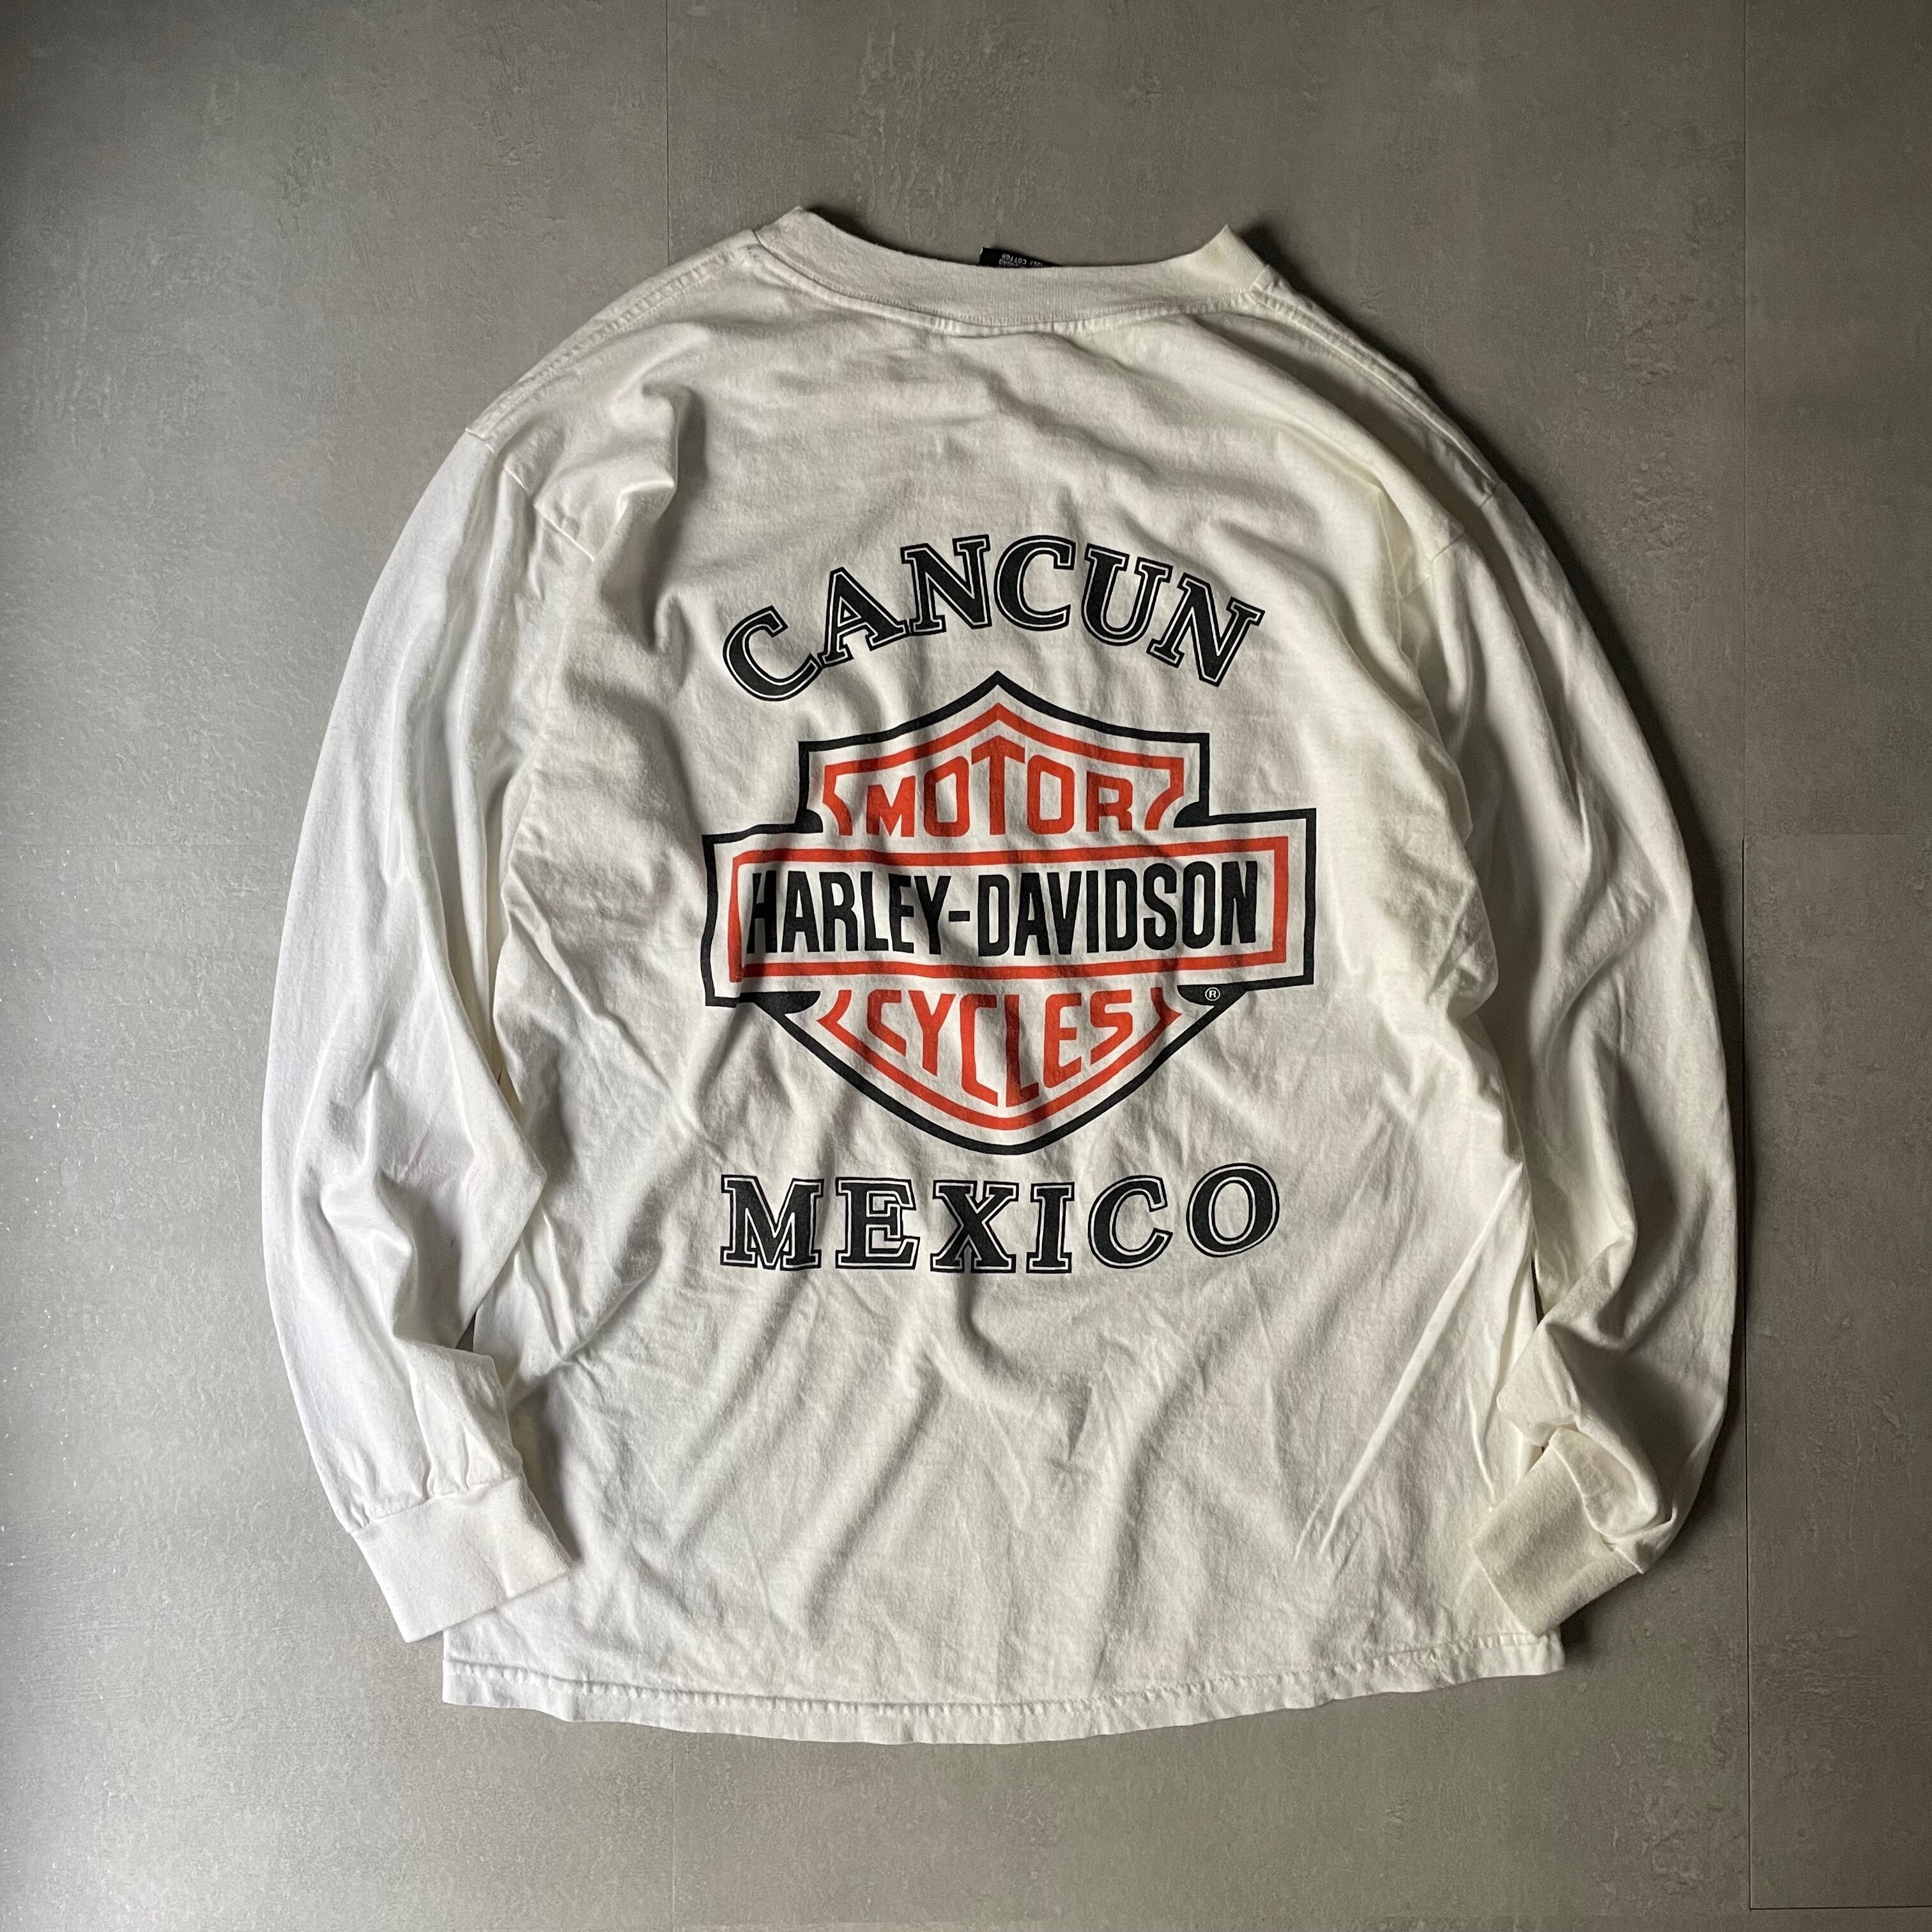 CANCUN
MOTOR
HARLEY-DAVIDSON
CYCLES
®
MEXICO